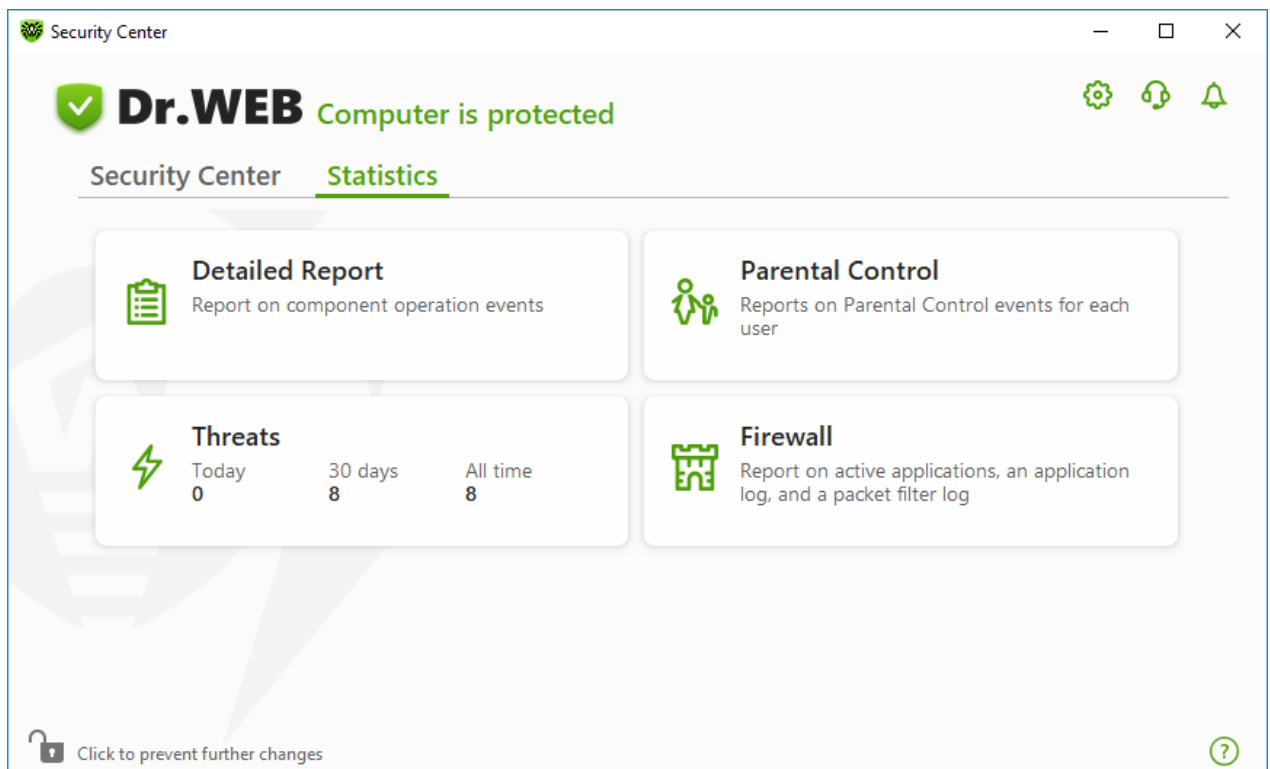 Security Center
Dr.WEB Computer is protected
Security Center Statistics
Detailed Report
Report on component operation events
Parental Control
Reports on Parental Control events for each
user
Threats
Today 30 days All time
0 8 8
Firewall
Report on active applications, an application
log, and a packet filter log
Click to prevent further changes
?